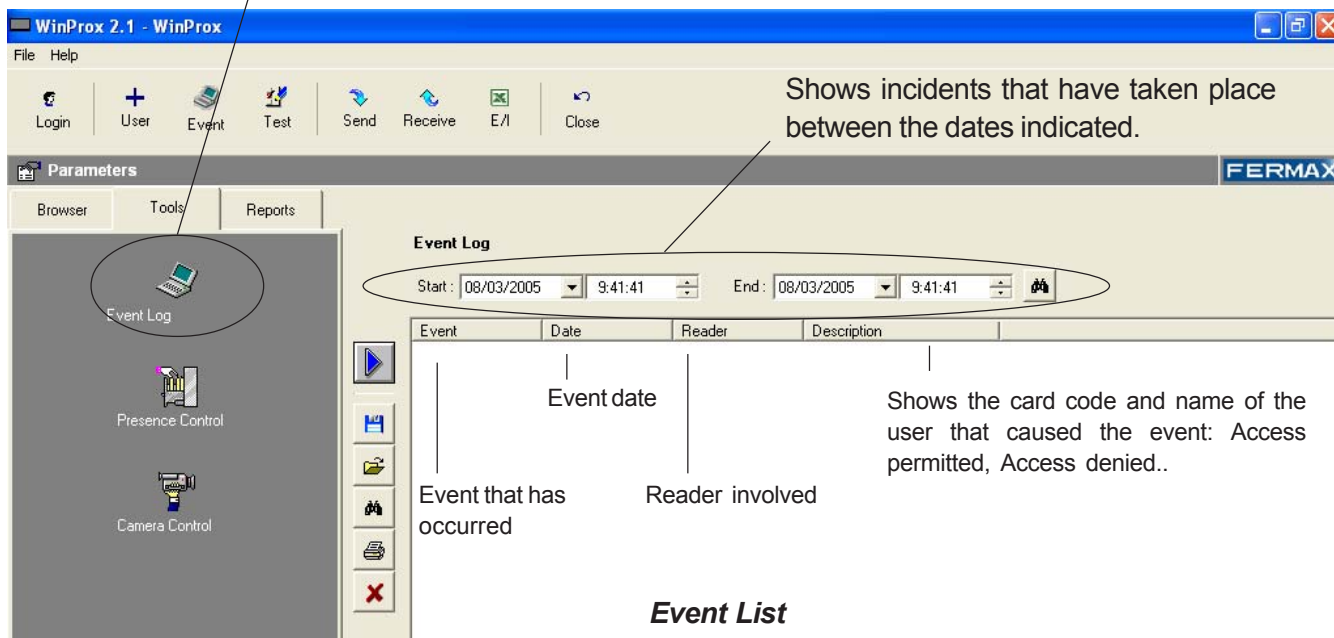 WinProx 2.1 - WinProx
File Help
Login User Event Test Send Receive E/I Close
Shows incidents that have taken place
between the dates indicated.
Parameters
FERMAX
Browser Tools Reports
Event Log
Start : 08/03/2005 9:41:41 End : 08/03/2005 9:41:41
Event Log
Event Date Reader Description
Event date
Shows the card code and name of the
user that caused the event: Access
permitted, Access denied..
Presence Control
Event that has
occurred
Reader involved
Camera Control
Event List